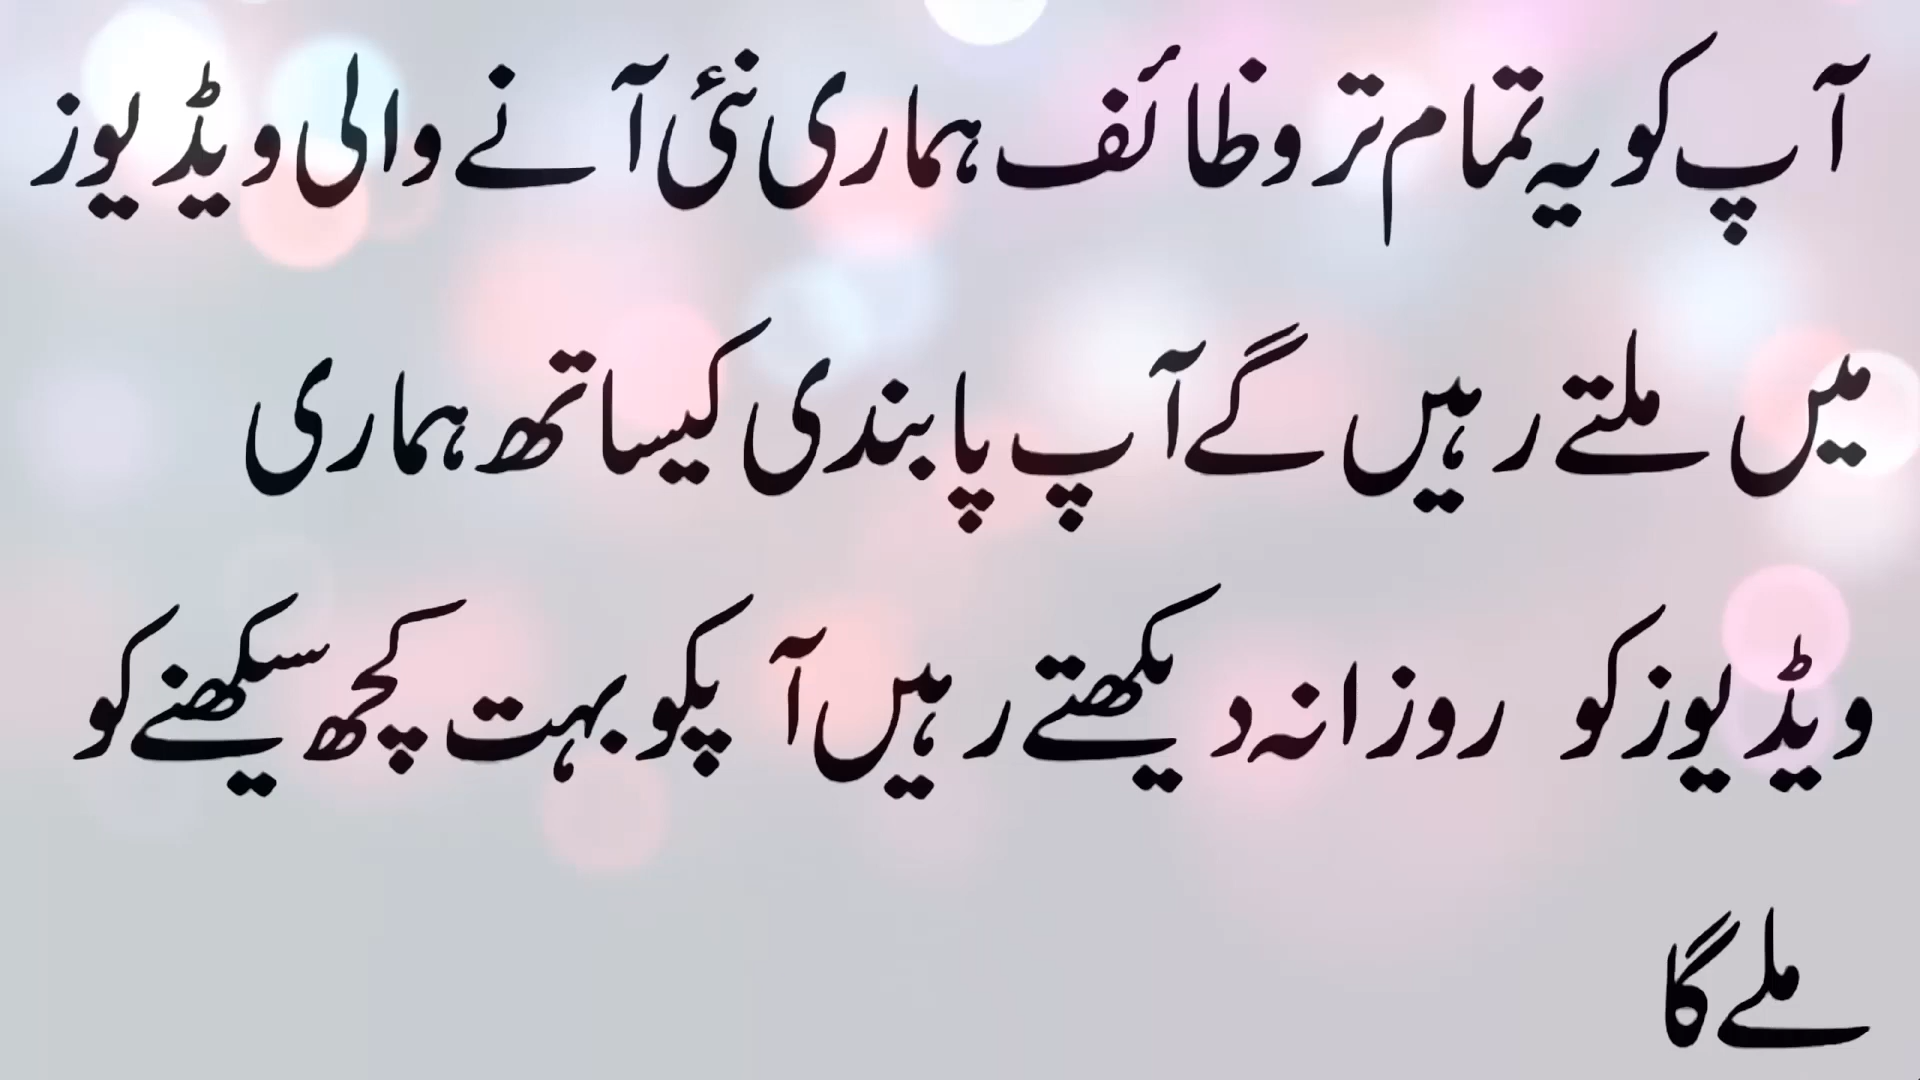 آپ کو یہ تمام تر وظائف ہماری نئی آنے والی ویڈیوز
میں ملتے رہیں گے آپ پابندی کیساتھ ہماری
ویڈیوز کو روزانہ دیکھتے رہیں آپکو بہت کچھ سیکھنے کو
ملے گا